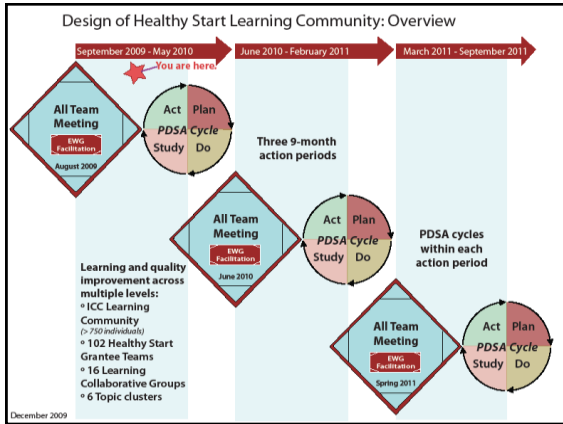 Design of Healthy Start Learning Community: Overview
September 2009 - May 2010
June 2010 - February 2011
March 2011 - September 2011
You are here.
All Team
Meeting
EWG
Facilitation
August 2009
Act Plan
PDSA Cycle
Study Do
Three 9-month
action periods
All Team
Meeting
EWG
Facilitation
June 2010
Act Plan
PDSA Cycle
Study Do
PDSA cycles
within each
action period
Learning and quality
improvement across
multiple levels:
° ICC Learning
Community
(> 750 individuals)
° 102 Healthy Start
Grantee Teams
° 16 Learning
Collaborative Groups
° 6 Topic clusters
All Team
Meeting
EWG
Facilitation
Spring 2011
Act Plan
PDSA Cycle
Study Do
December 2009